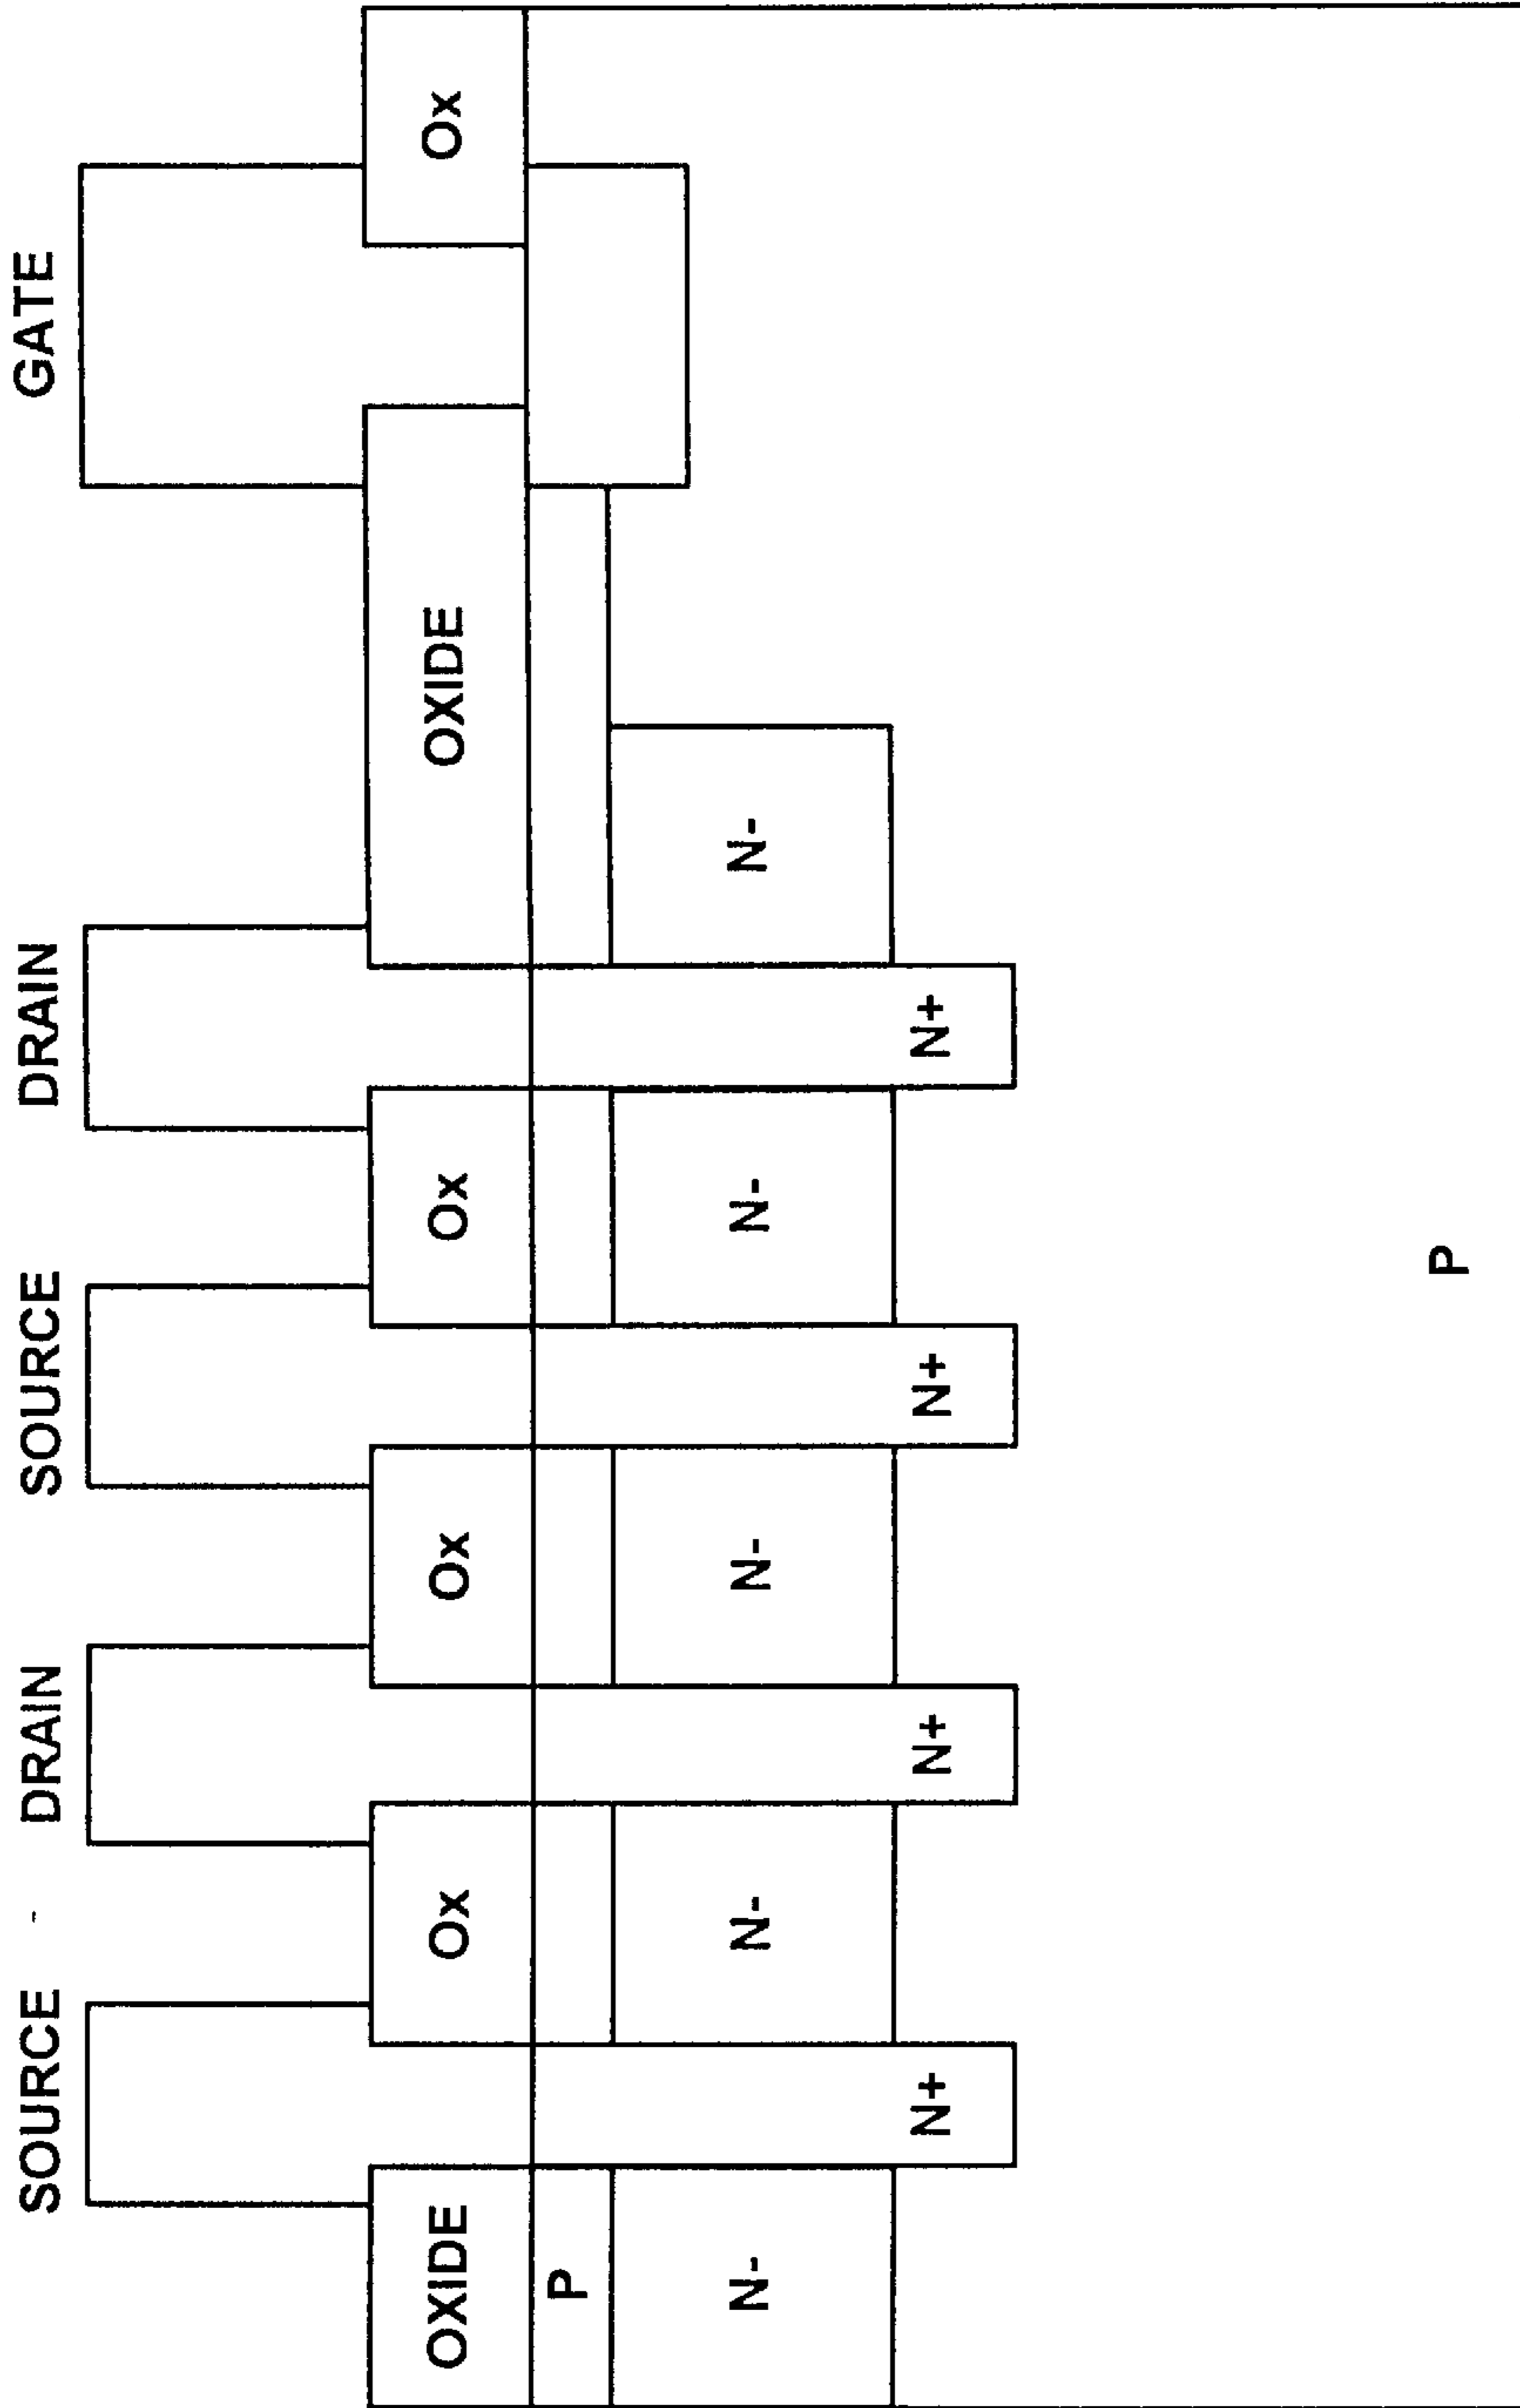 SOURCE - DRAIN SOURCE DRAIN GATE
OXIDE Ox Ox Ox OXIDE Ox
P
N- N- N- N- N-
N+ N+ N+ N+
P